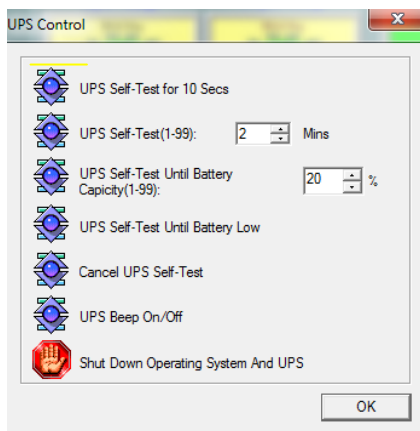 UPS Control
UPS Self-Test for 10 Secs
UPS Self-Test(1-99): 2 Mins
UPS Self-Test Until Battery
Capicity(1-99): 20 %
UPS Self-Test Until Battery Low
Cancel UPS Self-Test
UPS Beep On/Off
Shut Down Operating System And UPS
OK